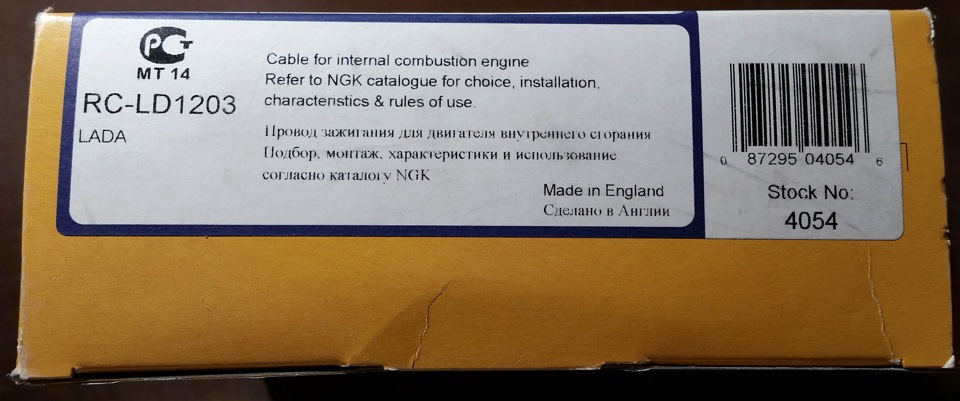 РСТ
МТ 14
RC-LD1203
LADA
Cable for internal combustion engine
Refer to NGK catalogue for choice, installation,
characteristics & rules of use.
Провод зажигания для двигателя внутреннего сгорания
Подбор, монтаж, характеристики и использование
согласно каталогу NGK
Made in England
Сделано в Англии
0 87295 04054 6
Stock No:
4054